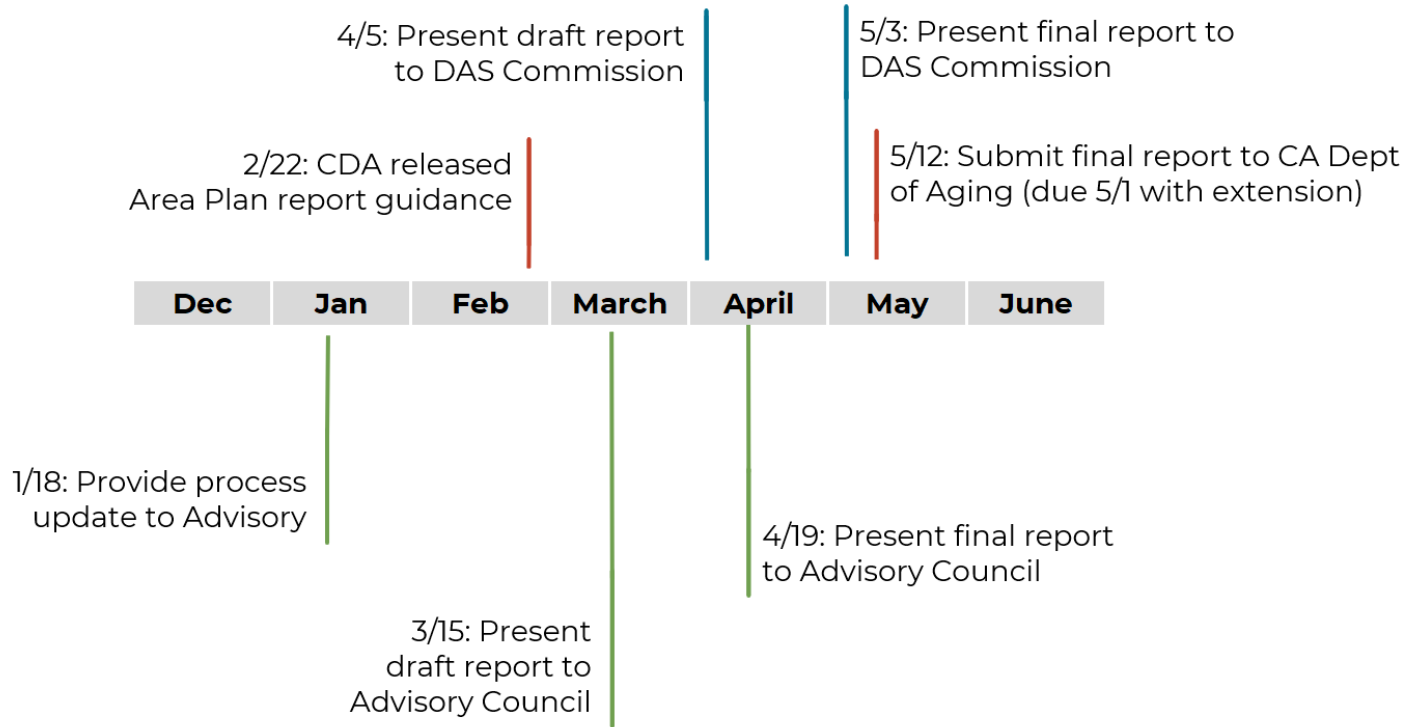 4/5: Present draft report
to DAS Commission
5/3: Present final report to
DAS Commission
2/22: CDA released
Area Plan report guidance
5/12: Submit final report to CA Dept
of Aging (due 5/1 with extension)
Dec
Jan
Feb
March
April
May
June
1/18: Provide process
update to Advisory
4/19: Present final report
to Advisory Council
3/15: Present
draft report to
Advisory Council